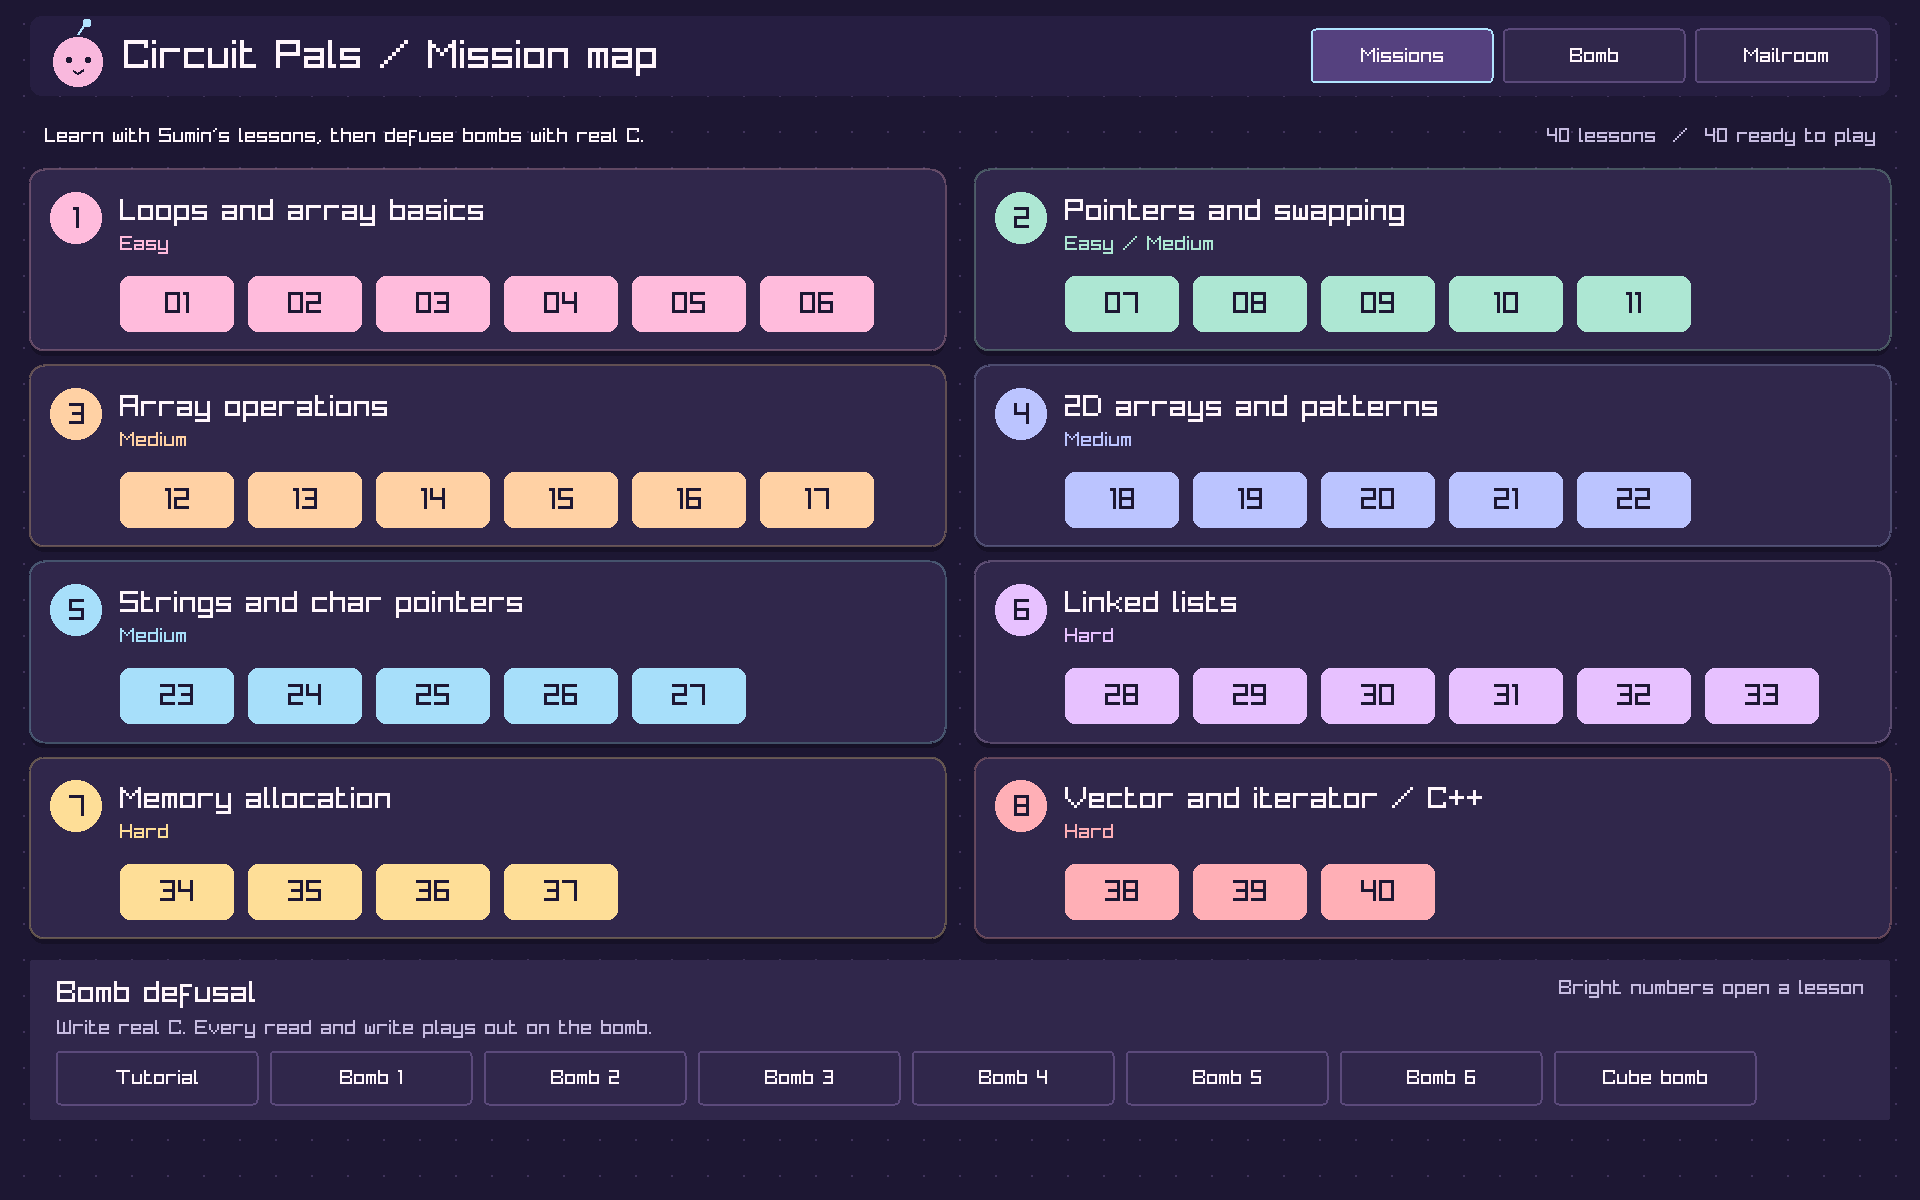 Circuit Pals / Mission map
Missions
Bomb
Mailroom
Learn with Sumin's lessons, then defuse bombs with real C.
40 lessons / 40 ready to play
1
Loops and array basics
Easy
01 02 03 04 05 06
2
Pointers and swapping
Easy / Medium
07 08 09 10 11
3
Array operations
Medium
12 13 14 15 16 17
4
2D arrays and patterns
Medium
18 19 20 21 22
5
Strings and char pointers
Medium
23 24 25 26 27
6
Linked lists
Hard
28 29 30 31 32 33
7
Memory allocation
Hard
34 35 36 37
8
Vector and iterator / C++
Hard
38 39 40
Bomb defusal
Bright numbers open a lesson
Write real C. Every read and write plays out on the bomb.
Tutorial
Bomb 1
Bomb 2
Bomb 3
Bomb 4
Bomb 5
Bomb 6
Cube bomb